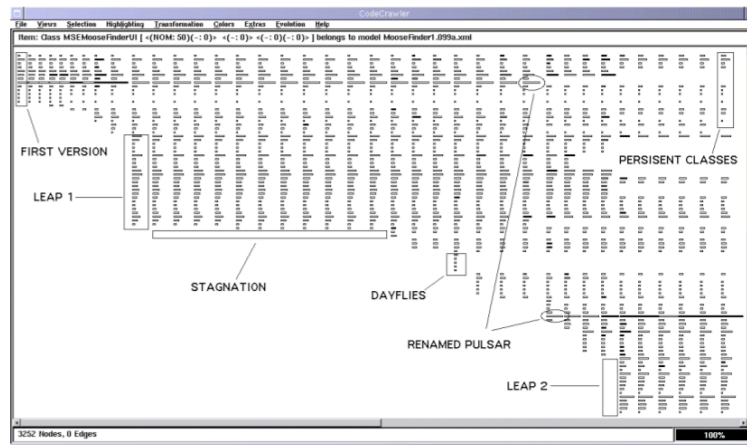 CodeCrawler
File Views Selection Highlighting Transformation Colors Extras Evolution Help
Item: Class MSEMooseFinderUI [ <(NOM: 50)(-: 0)> <(-: 0)> <(-: 0)(-: 0)> ] belongs to model MooseFinder1.099a.xml
FIRST VERSION
PERSISENT CLASSES
LEAP 1
STAGNATION
DAYFLIES
RENAMED PULSAR
LEAP 2
3252 Nodes, 0 Edges
100%